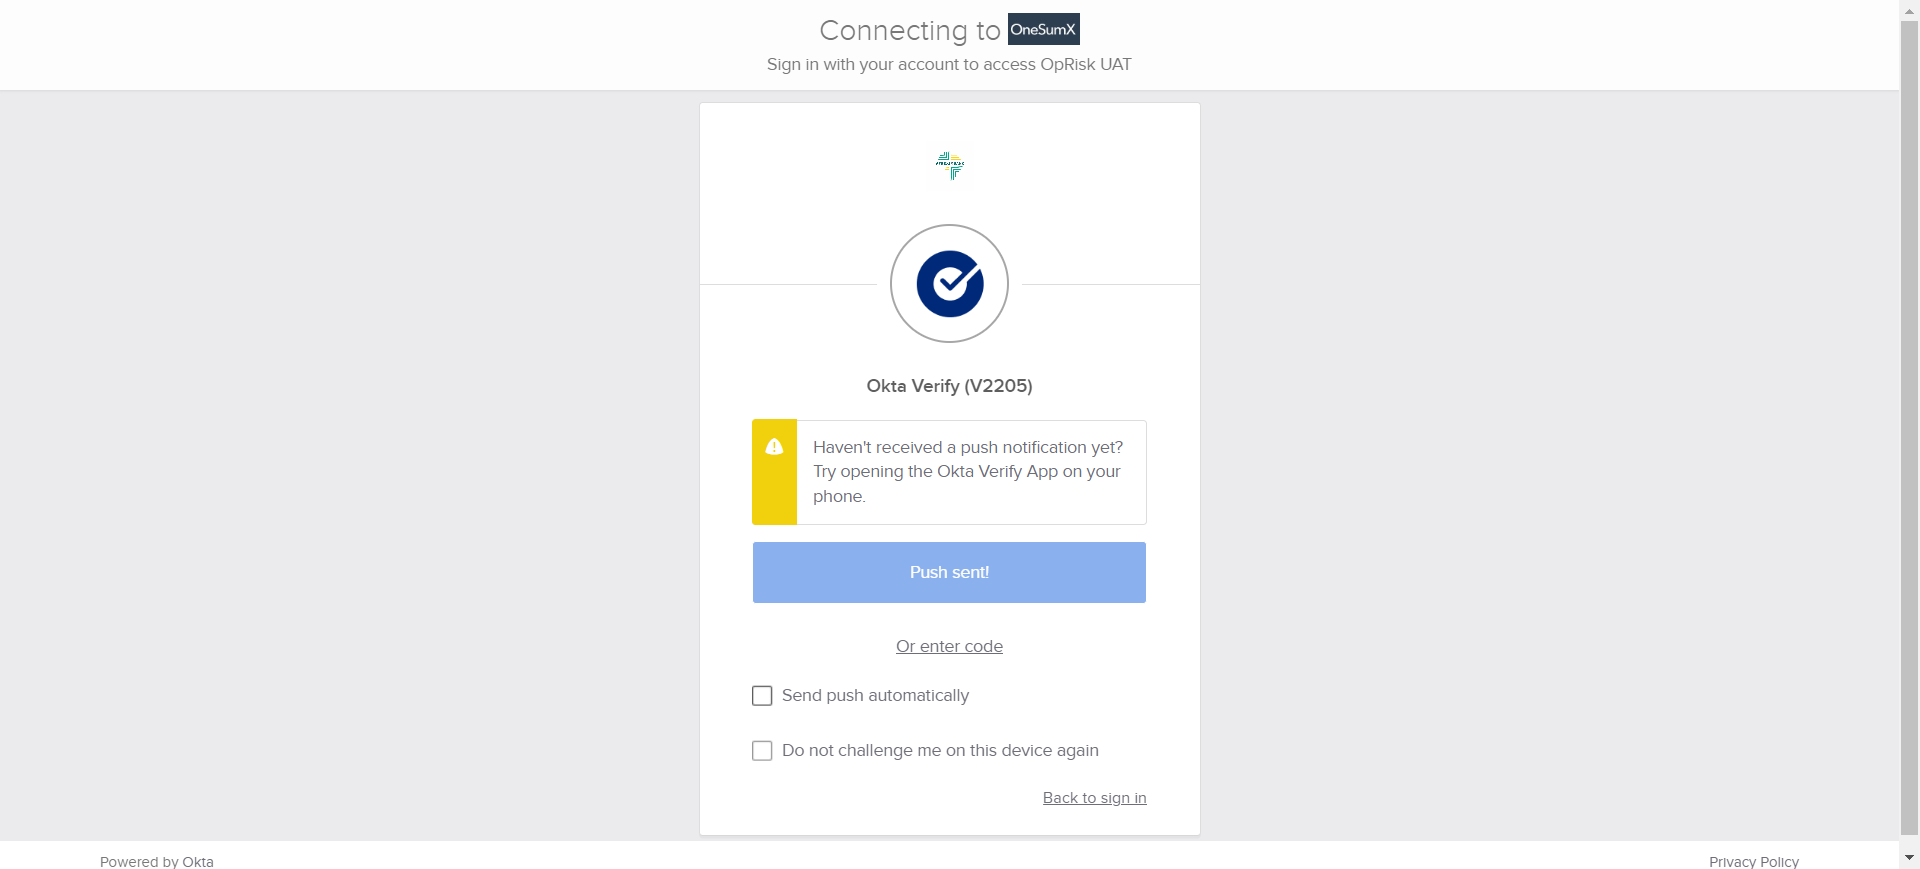 Connecting to OneSumX
Sign in with your account to access OpRisk UAT
Okta Verify (V2205)
Haven't received a push notification yet?
Try opening the Okta Verify App on your
phone.
Push sent!
Or enter code
Send push automatically
Do not challenge me on this device again
Back to sign in
Powered by Okta
Privacy Policy